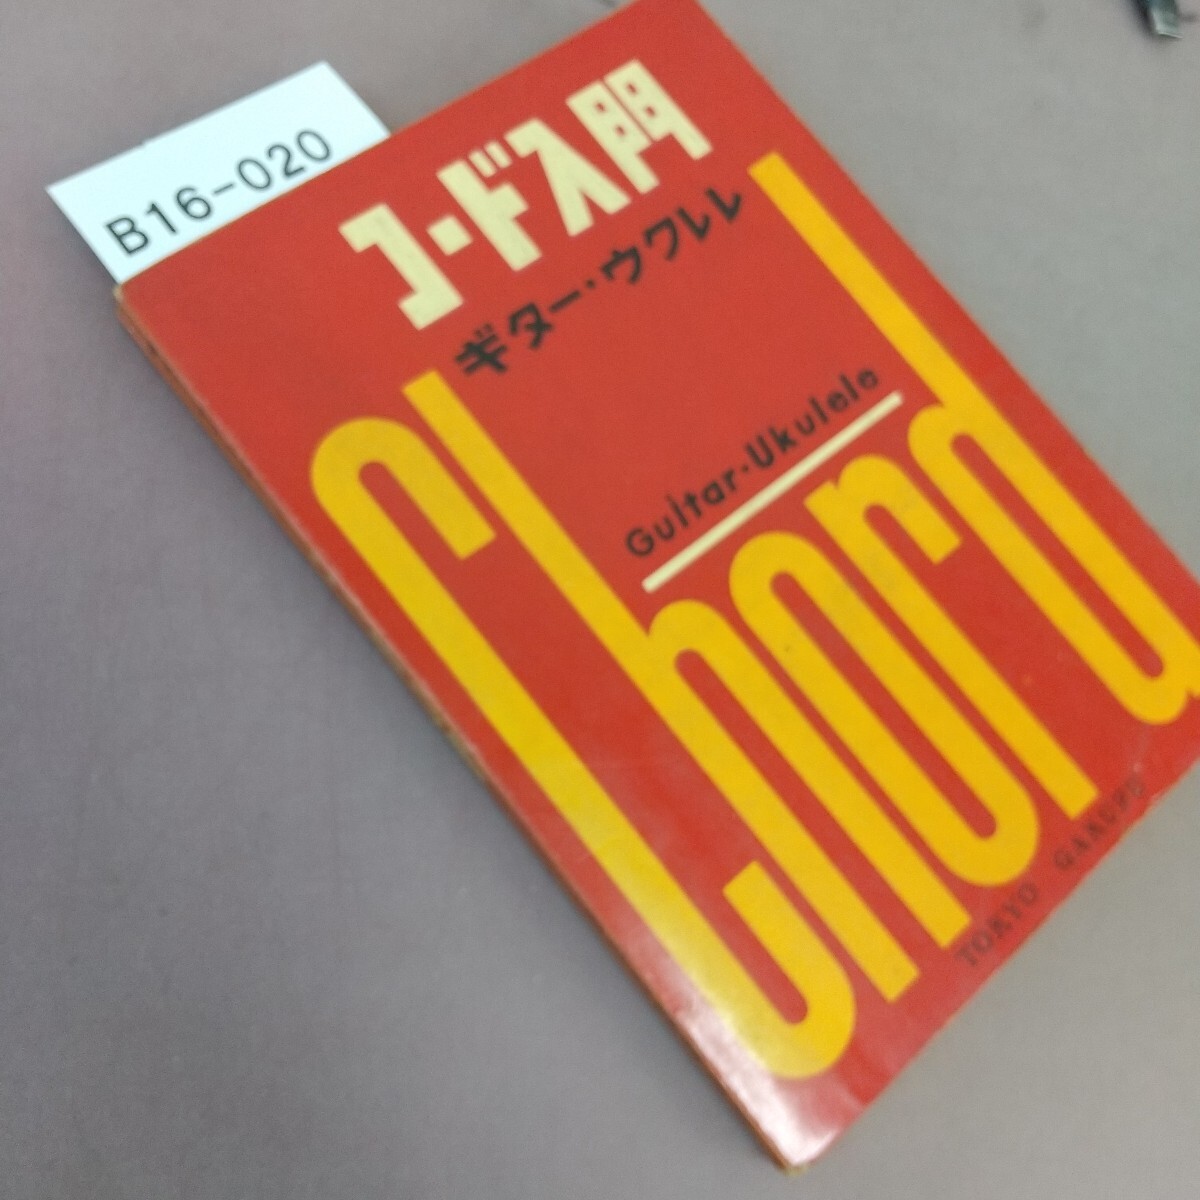 B16-020
コード入門
ギター・ウクレレ
Guitar・Ukulele
Chord
TOKYO GAKUFU